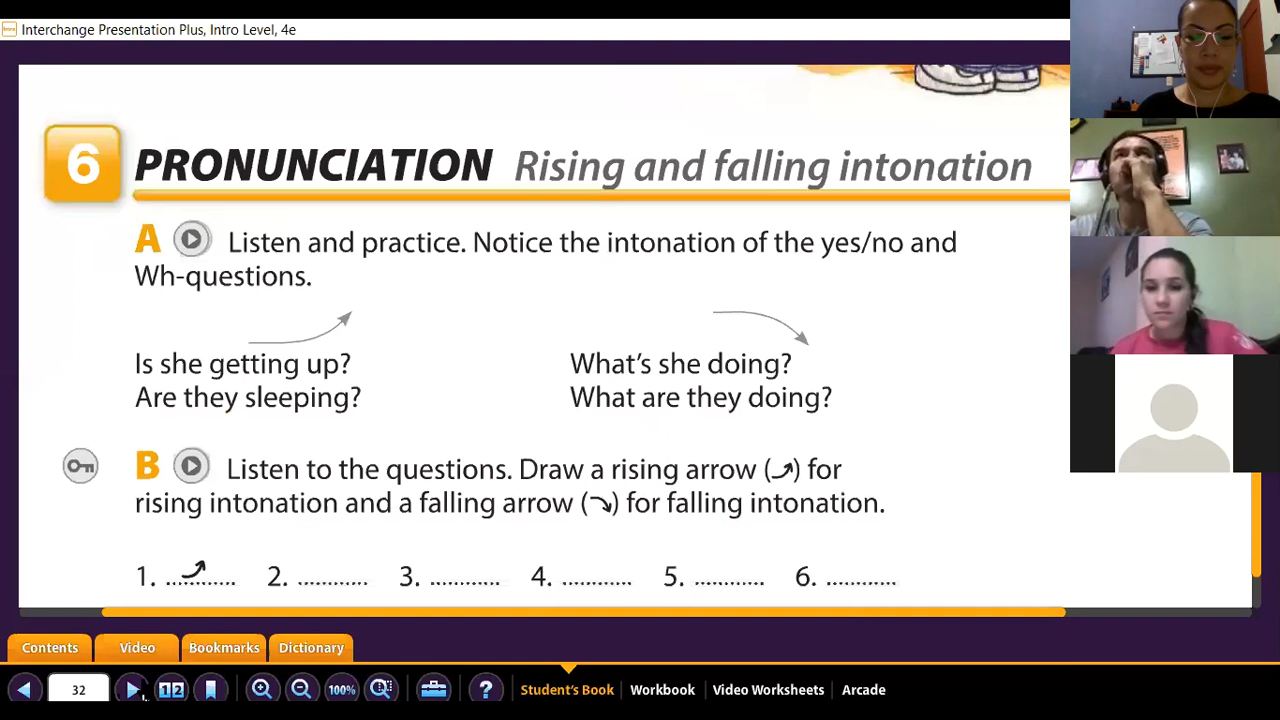 Interchange Presentation Plus, Intro Level, 4e
6 PRONUNCIATION Rising and falling intonation
A Listen and practice. Notice the intonation of the yes/no and
Wh-questions.
Is she getting up? What's she doing?
Are they sleeping? What are they doing?
B Listen to the questions. Draw a rising arrow (⤴) for
rising intonation and a falling arrow (⤵) for falling intonation.
1. ............ 2. ............ 3. ............ 4. ............ 5. ............ 6. ............
Contents Video Bookmarks Dictionary
32 12 100% ? Student's Book Workbook Video Worksheets Arcade